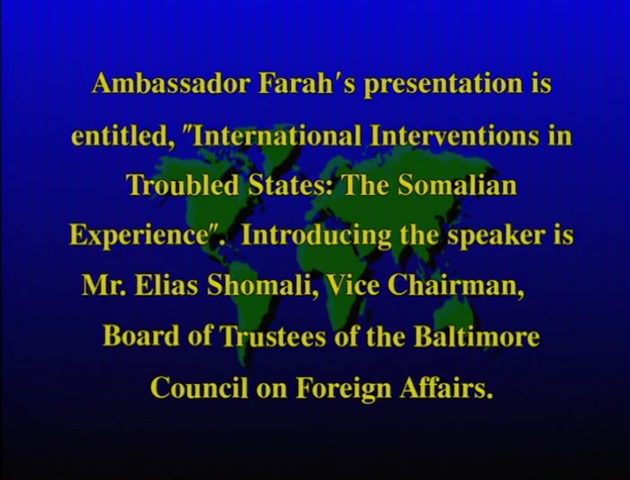 Ambassador Farah's presentation is
entitled, "International Interventions in
Troubled States: The Somalian
Experience".  Introducing the speaker is
Mr. Elias Shomali, Vice Chairman,
Board of Trustees of the Baltimore
Council on Foreign Affairs.